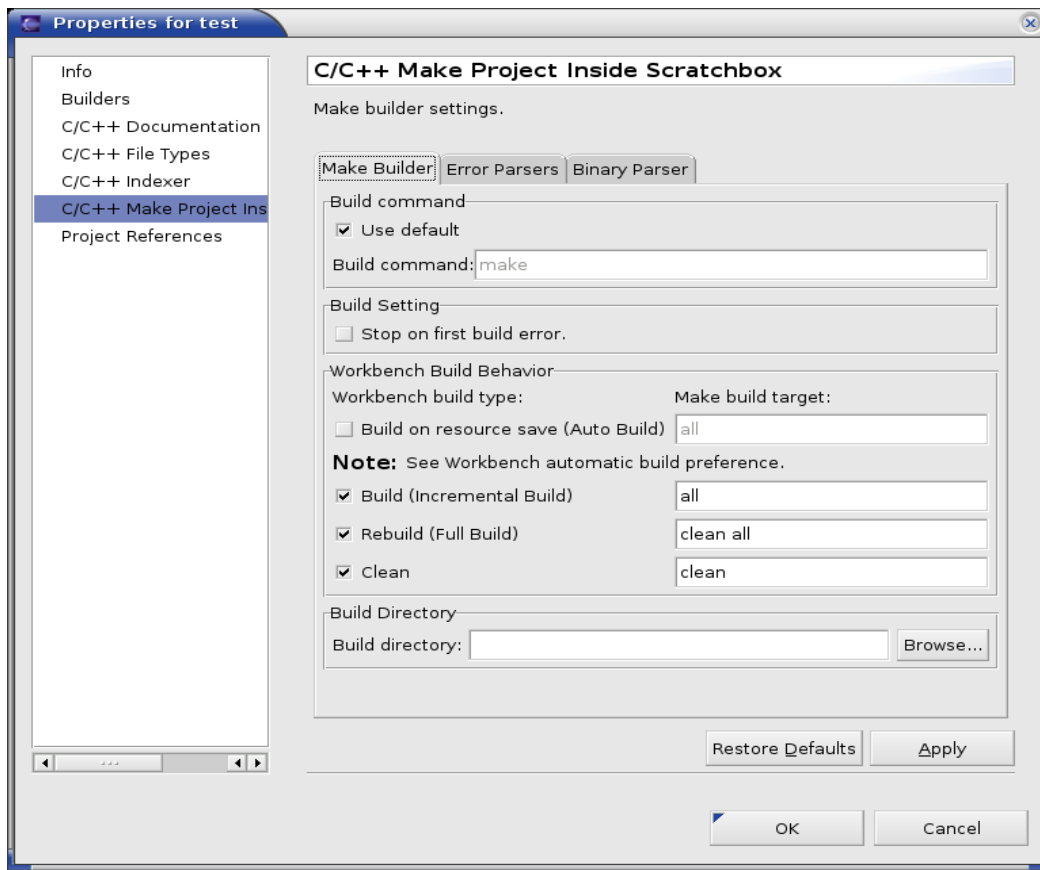 Properties for test
Info
Builders
C/C++ Documentation
C/C++ File Types
C/C++ Indexer
C/C++ Make Project Ins
Project References
C/C++ Make Project Inside Scratchbox
Make builder settings.
Make Builder Error Parsers Binary Parser
Build command
Use default
Build command: make
Build Setting
Stop on first build error.
Workbench Build Behavior
Workbench build type: Make build target:
Build on resource save (Auto Build) all
Note: See Workbench automatic build preference.
Build (Incremental Build) all
Rebuild (Full Build) clean all
Clean clean
Build Directory
Build directory: Browse...
Restore Defaults Apply
OK Cancel